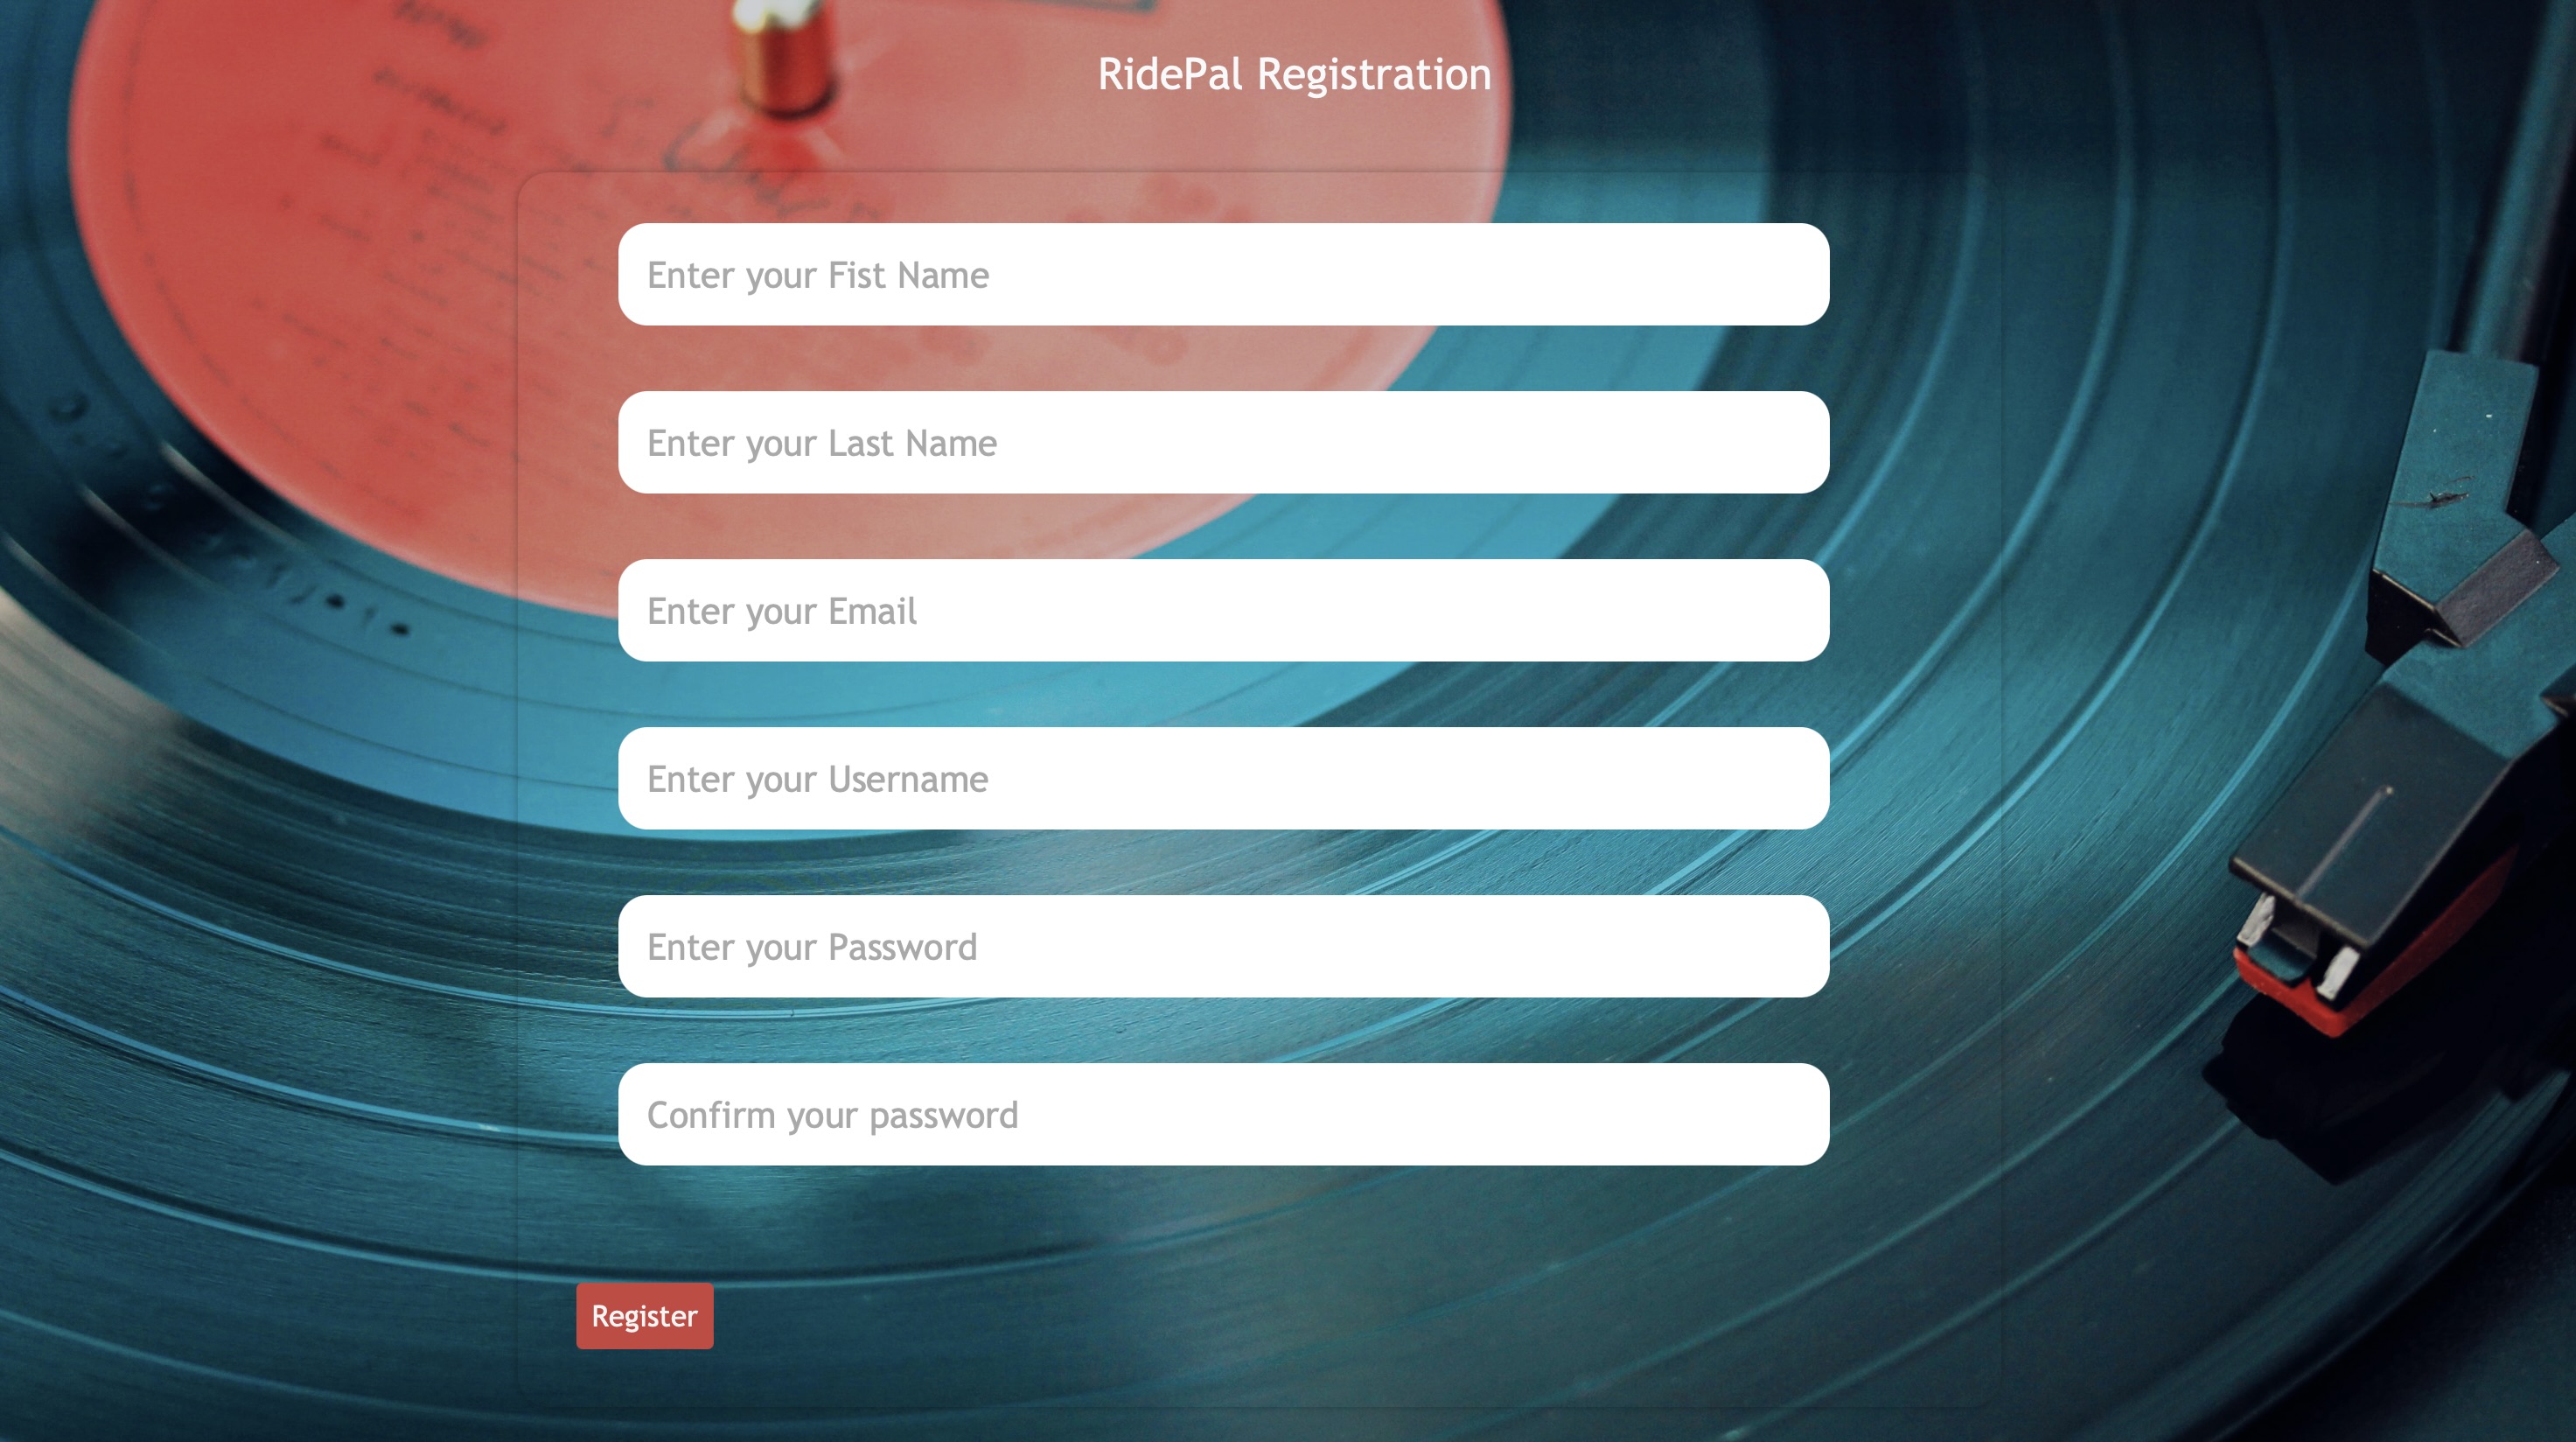 RidePal Registration
Enter your Fist Name
Enter your Last Name
Enter your Email
Enter your Username
Enter your Password
Confirm your password
Register